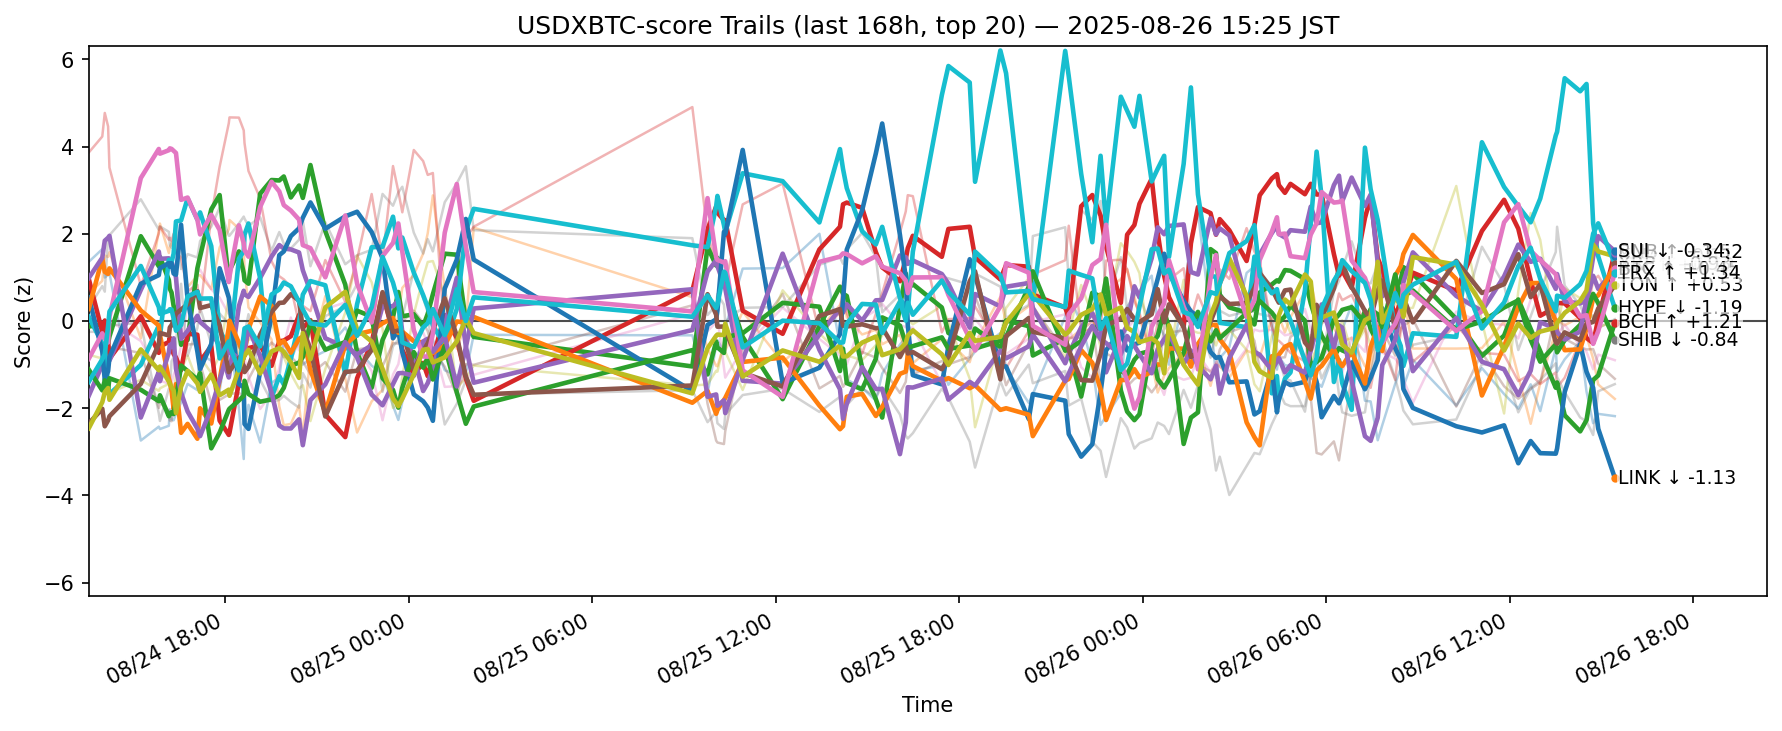 USDXBTC-score Trails (last 168h, top 20) — 2025-08-26 15:25 JST
Score (z)
6
4
2
0
−2
−4
−6
SUI ↓ -0.34
TRX ↑ +1.34
TON ↑ +0.53
HYPE ↓ -1.19
BCH ↑ +1.21
SHIB ↓ -0.84
LINK ↓ -1.13
08/24 18:00
08/25 00:00
08/25 06:00
08/25 12:00
08/25 18:00
08/26 00:00
08/26 06:00
08/26 12:00
08/26 18:00
Time